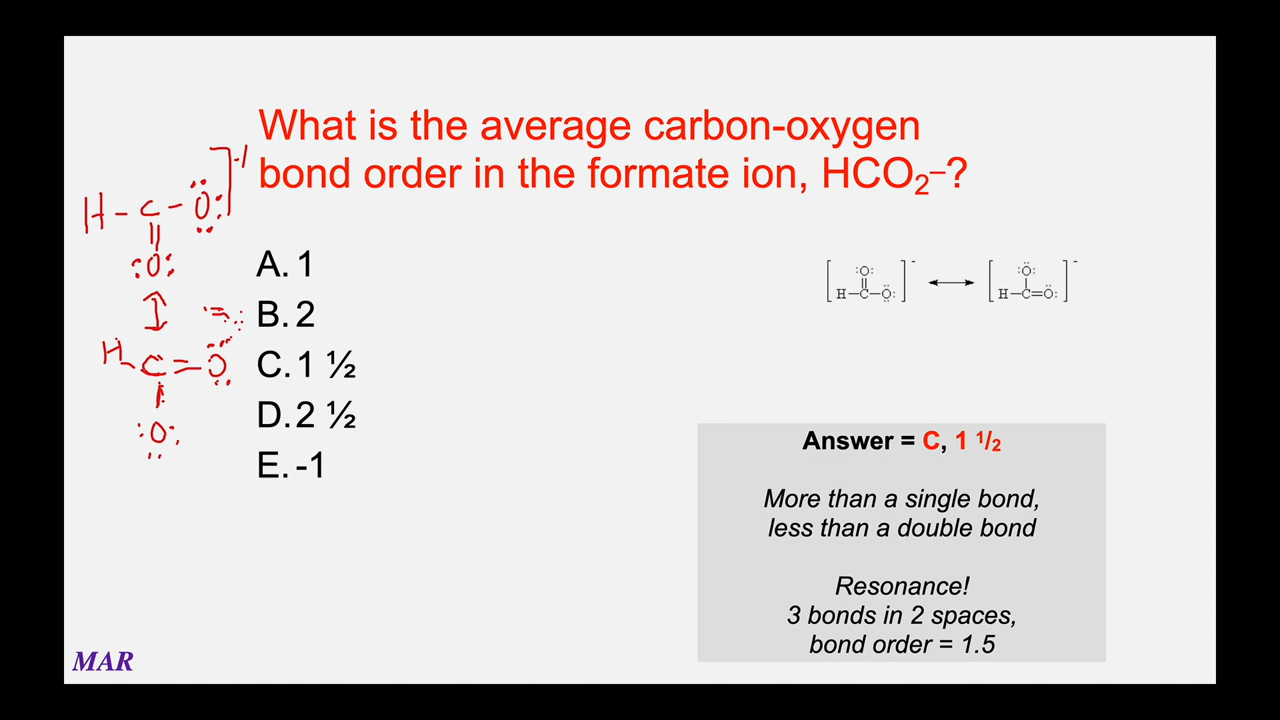 What is the average carbon-oxygen
bond order in the formate ion, HCO₂⁻?
A. 1
B. 2
C. 1 ½
D. 2 ½
E. -1
H - C - Ö: ]-1
||
:O:
H C = O
:O:
[ :O: ]⁻ ↔ [ :Ö: ]⁻
H–C–Ö: H–C=Ö:
Answer = C, 1 ¹/₂
More than a single bond,
less than a double bond
Resonance!
3 bonds in 2 spaces,
bond order = 1.5
MAR